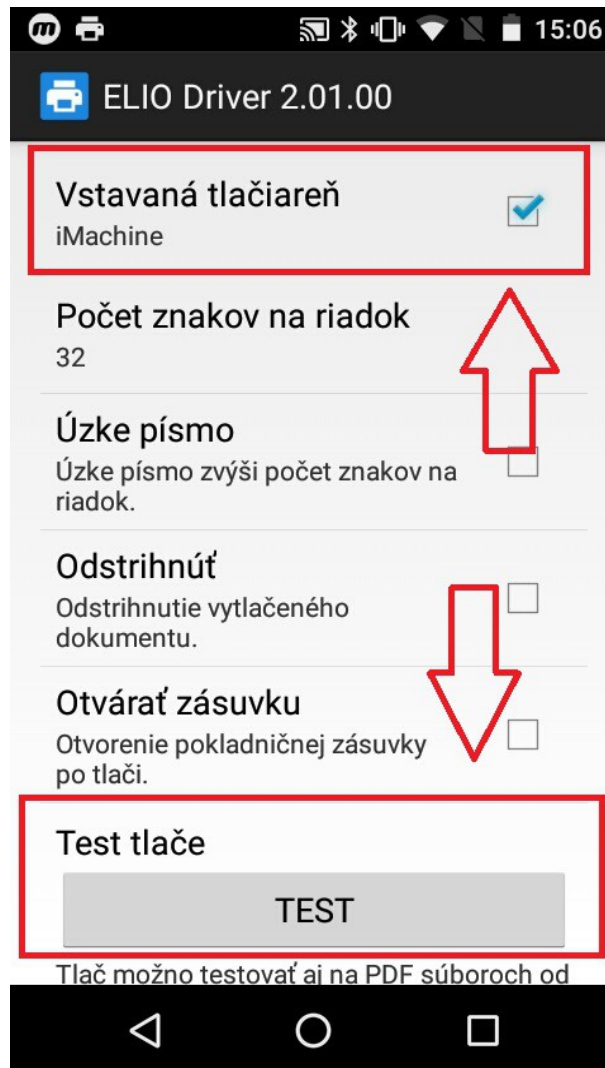 15:06
ELIO Driver 2.01.00
Vstavaná tlačiareň
iMachine
Počet znakov na riadok
32
Úzke písmo
Úzke písmo zvýši počet znakov na
riadok.
Odstrihnúť
Odstrihnutie vytlačeného
dokumentu.
Otvárať zásuvku
Otvorenie pokladničnej zásuvky
po tlači.
Test tlače
TEST
Tlač možno testovať aj na PDF súboroch od